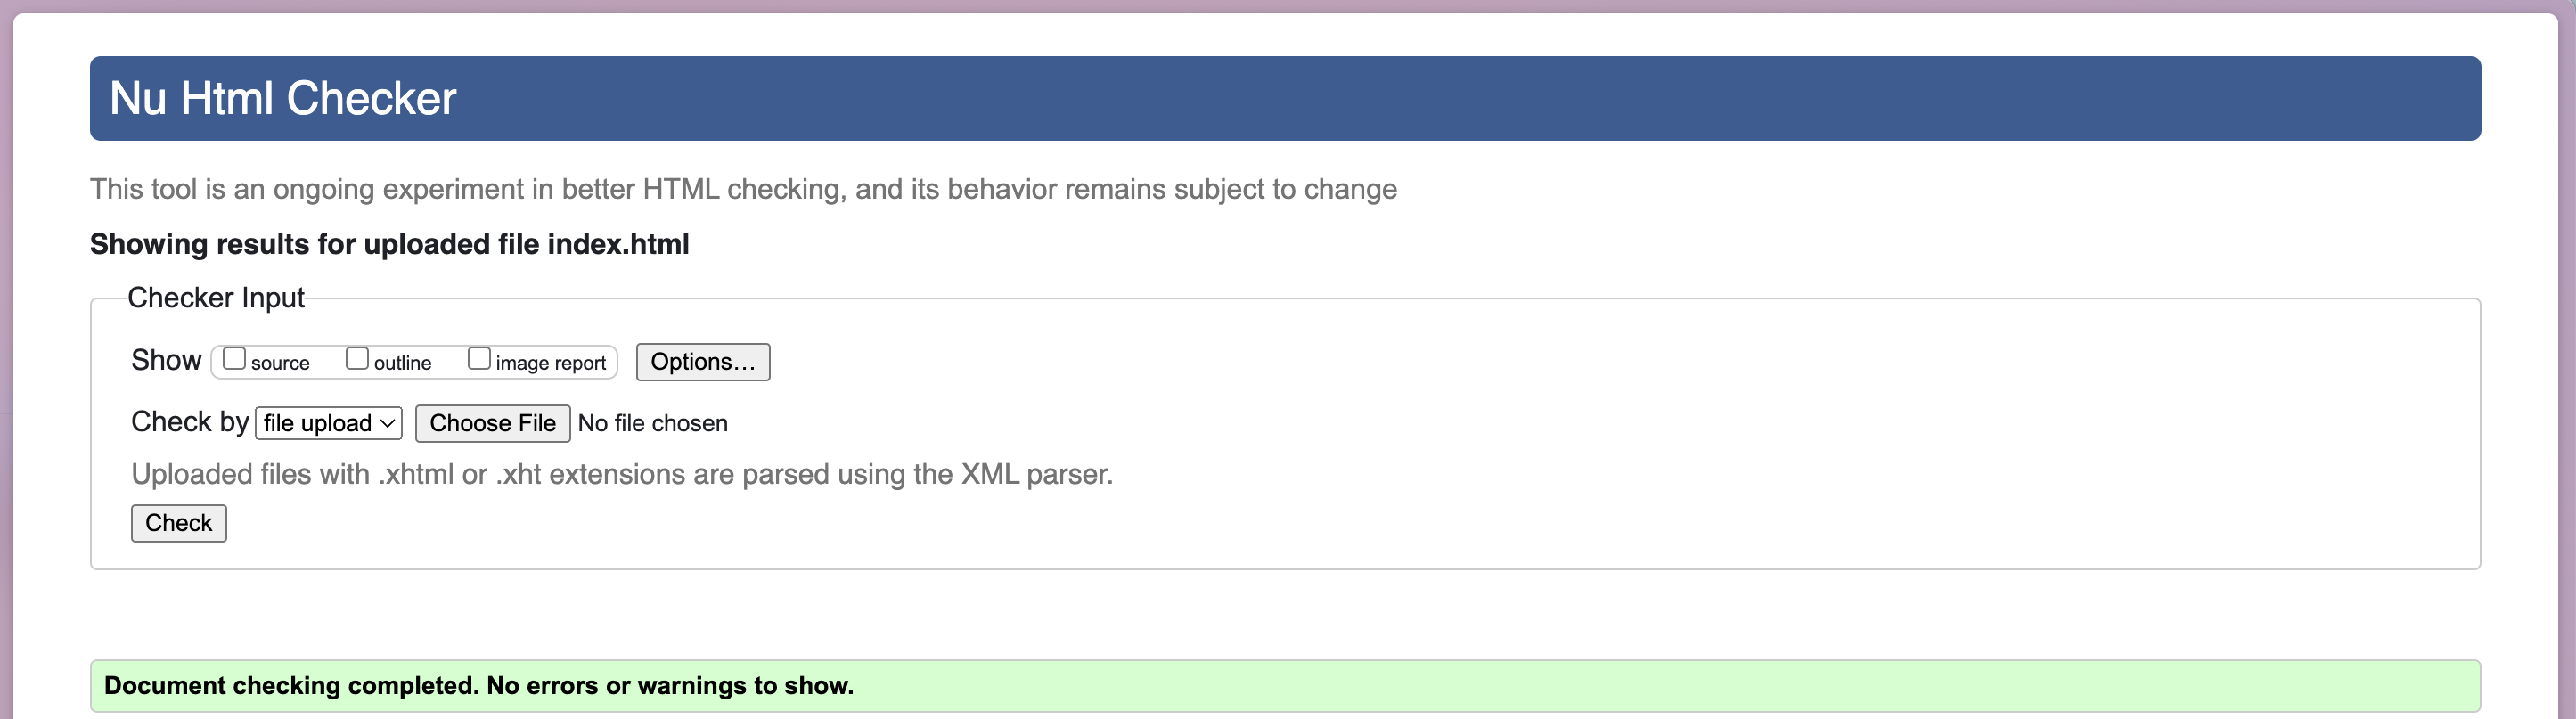 Nu Html Checker
This tool is an ongoing experiment in better HTML checking, and its behavior remains subject to change
Showing results for uploaded file index.html
Checker Input
Show source outline image report Options...
Check by file upload Choose File No file chosen
Uploaded files with .xhtml or .xht extensions are parsed using the XML parser.
Check
Document checking completed. No errors or warnings to show.